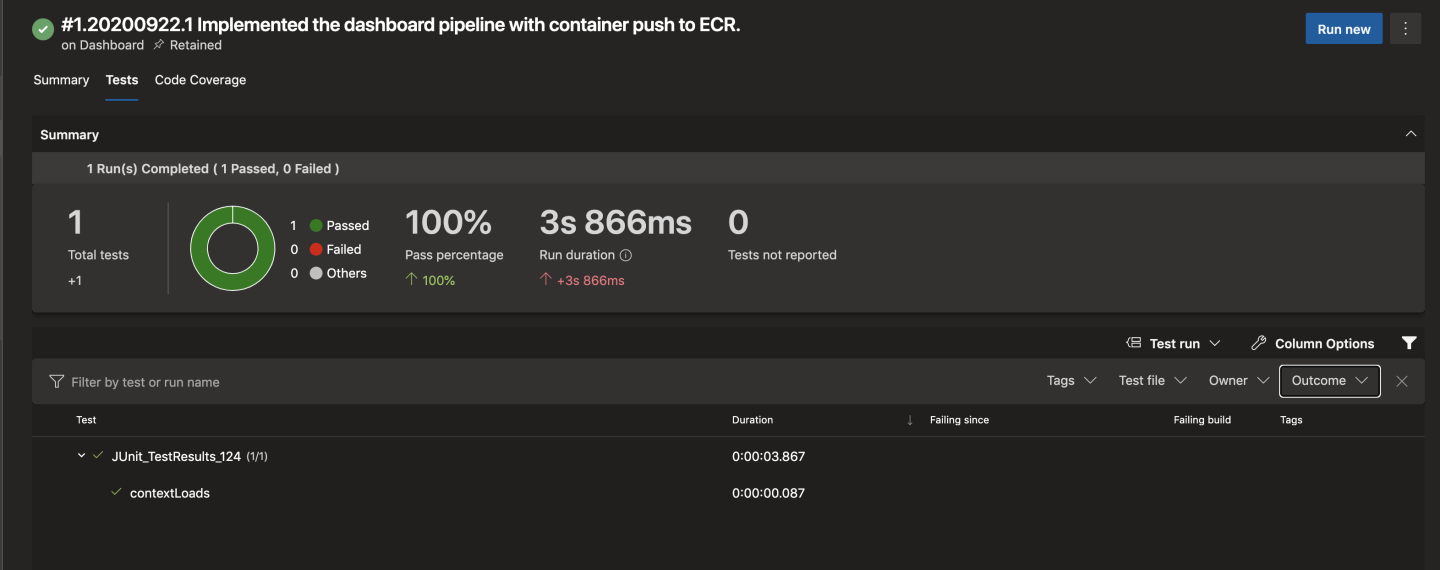 #1.20200922.1 Implemented the dashboard pipeline with container push to ECR.
Run new
on Dashboard Retained
Summary Tests Code Coverage
Summary
1 Run(s) Completed ( 1 Passed, 0 Failed )
1
Total tests
+1
1 Passed
0 Failed
0 Others
100%
Pass percentage
100%
3s 866ms
Run duration
+3s 866ms
0
Tests not reported
Test run Column Options
Filter by test or run name Tags Test file Owner Outcome
Test Duration Failing since Failing build Tags
JUnit_TestResults_124 (1/1) 0:00:03.867
contextLoads 0:00:00.087